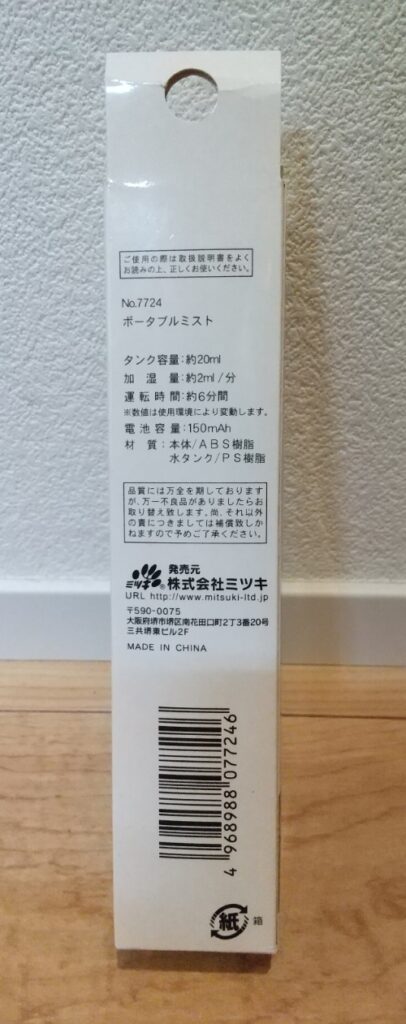 ご使用の際は取扱説明書をよく
お読みの上、正しくお使いください。
No.7724
ポータブルミスト
タンク容量:約20ml
加湿量:約2ml/分
運転時間:約6分間
※数値は使用環境により変動します。
電池容量:150mAh
材質:本体/ABS樹脂
水タンク/PS樹脂
品質には万全を期しております
が、万一不良品がありましたらお
取り替え致します。尚、それ以外
の責につきましては補償致しか
ねますので予めご了承ください。
発売元
ミツキ® 株式会社ミツキ
URL http://www.mitsuki-ltd.jp
〒590-0075
大阪府堺市堺区南花田口町2丁3番20号
三共堺東ビル2F
MADE IN CHINA
4 968988 077246
紙 箱